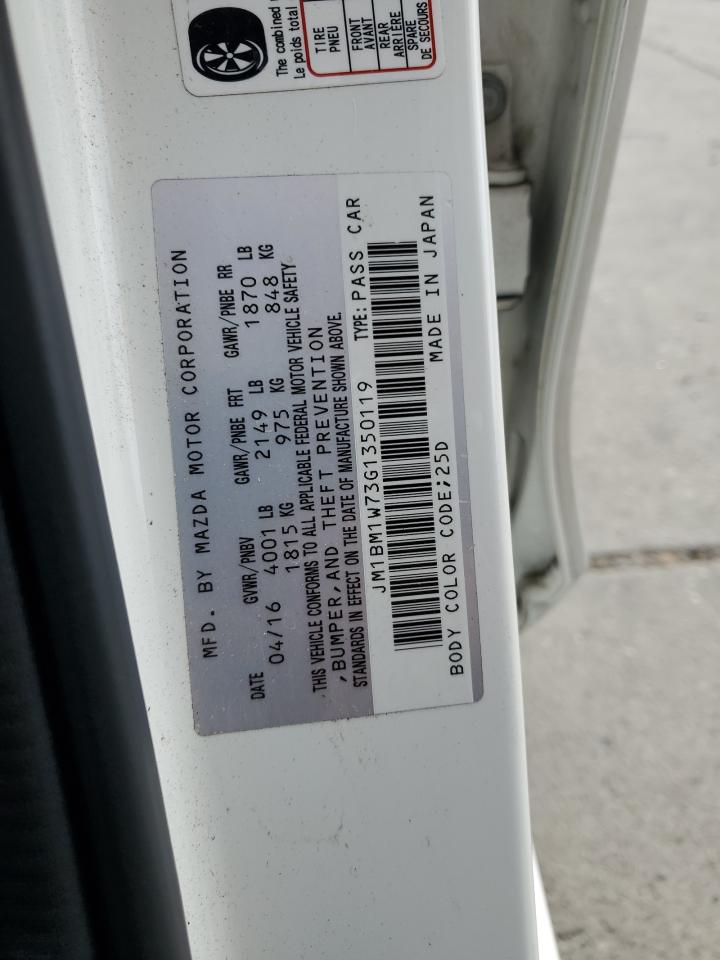 The combined
Le poids total
TIRE
PNEU
FRONT
AVANT
REAR
ARRIÈRE
SPARE
DE SECOURS
MFD. BY MAZDA MOTOR CORPORATION
DATE GVWR/PNBV GAWR/PNBE FRT GAWR/PNBE RR
04/16 4001 LB 2149 LB 1870 LB
1815 KG 975 KG 848 KG
THIS VEHICLE CONFORMS TO ALL APPLICABLE FEDERAL MOTOR VEHICLE SAFETY
,BUMPER,AND THEFT PREVENTION
STANDARDS IN EFFECT ON THE DATE OF MANUFACTURE SHOWN ABOVE.
JM1BM1W73G1350119 TYPE: PASS CAR
BODY COLOR CODE;25D MADE IN JAPAN